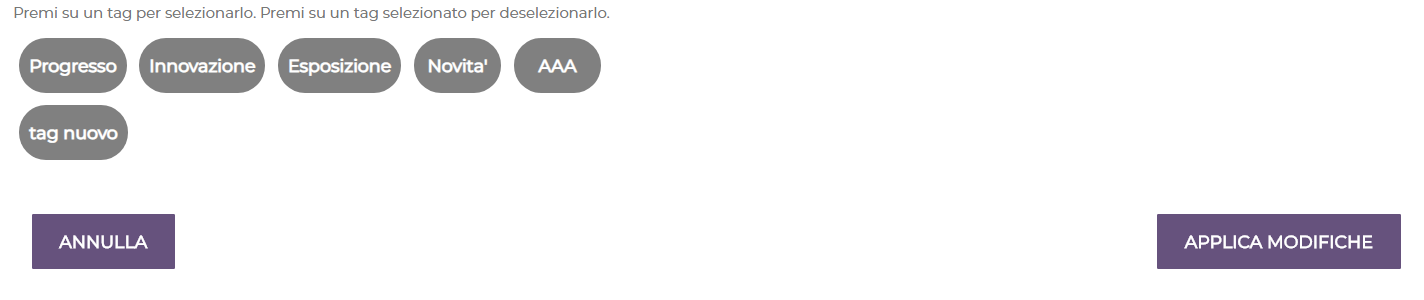 Premi su un tag per selezionarlo. Premi su un tag selezionato per deselezionarlo.
Progresso Innovazione Esposizione Novita' AAA
tag nuovo
ANNULLA APPLICA MODIFICHE